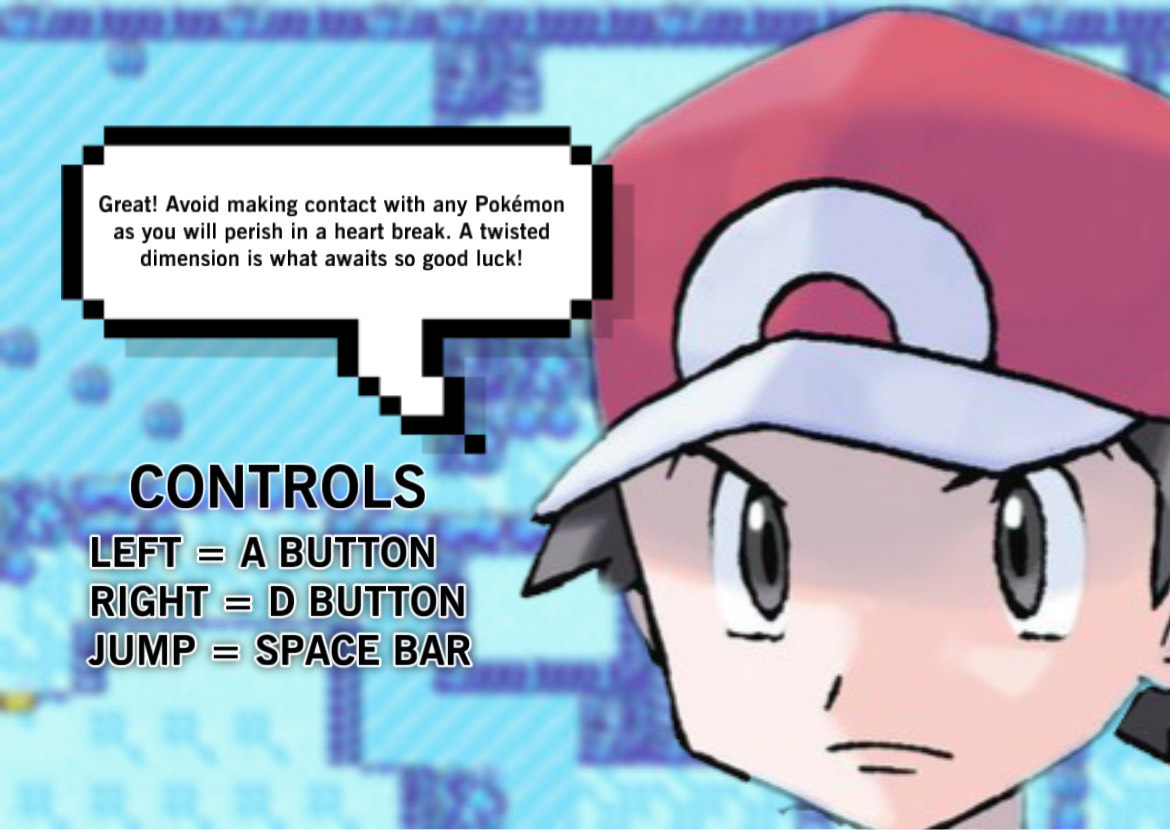 Great! Avoid making contact with any Pokémon
as you will perish in a heart break. A twisted
dimension is what awaits so good luck!
CONTROLS
LEFT = A BUTTON
RIGHT = D BUTTON
JUMP = SPACE BAR